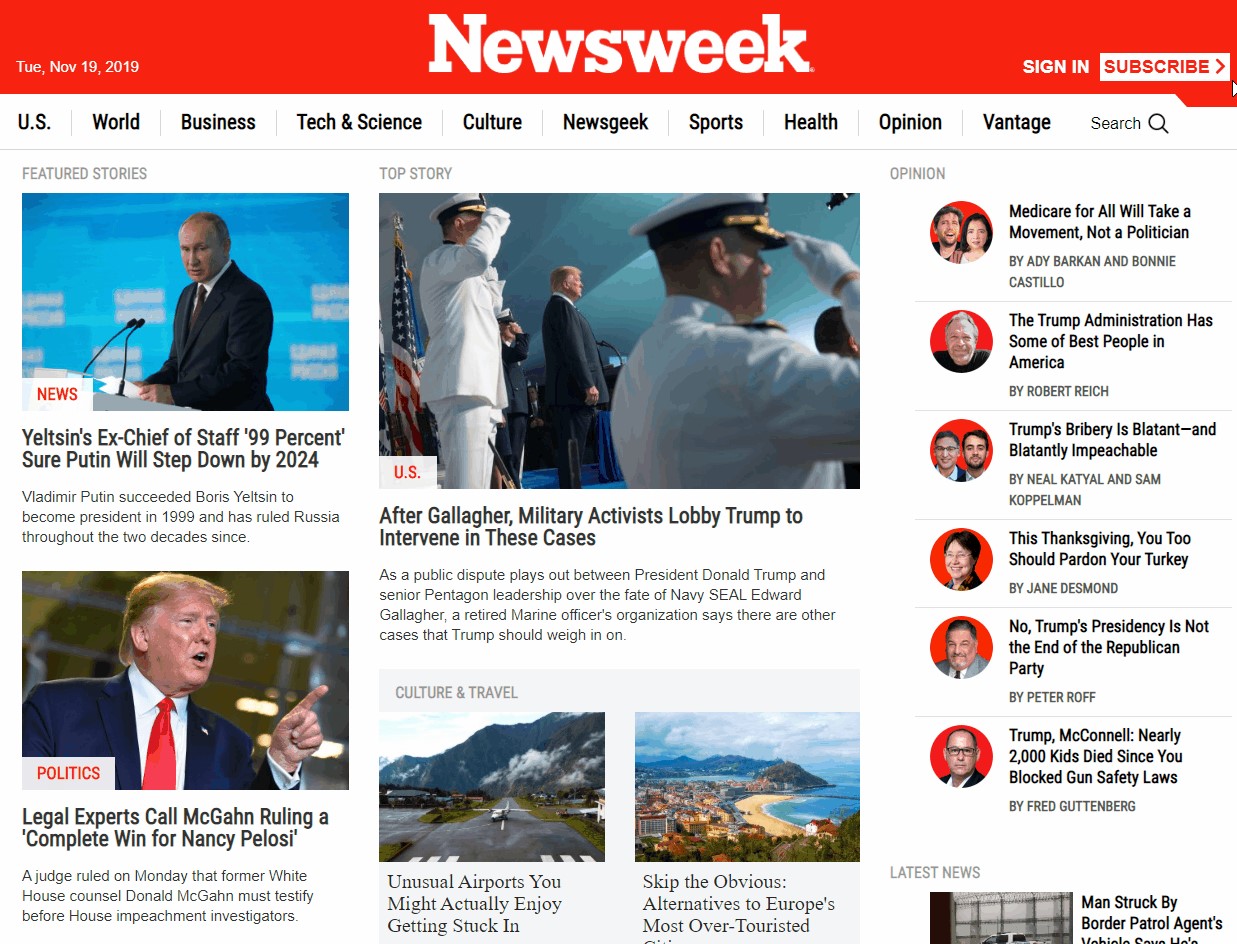 Newsweek
Tue, Nov 19, 2019
SIGN IN
SUBSCRIBE
U.S.
World
Business
Tech & Science
Culture
Newsgeek
Sports
Health
Opinion
Vantage
Search
FEATURED STORIES
NEWS
Yeltsin's Ex-Chief of Staff '99 Percent'
Sure Putin Will Step Down by 2024
Vladimir Putin succeeded Boris Yeltsin to
become president in 1999 and has ruled Russia
throughout the two decades since.
POLITICS
Legal Experts Call McGahn Ruling a
'Complete Win for Nancy Pelosi'
A judge ruled on Monday that former White
House counsel Donald McGahn must testify
before House impeachment investigators.
TOP STORY
U.S.
After Gallagher, Military Activists Lobby Trump to
Intervene in These Cases
As a public dispute plays out between President Donald Trump and
senior Pentagon leadership over the fate of Navy SEAL Edward
Gallagher, a retired Marine officer's organization says there are other
cases that Trump should weigh in on.
CULTURE & TRAVEL
Unusual Airports You
Might Actually Enjoy
Getting Stuck In
Skip the Obvious:
Alternatives to Europe's
Most Over-Touristed
OPINION
Medicare for All Will Take a
Movement, Not a Politician
BY ADY BARKAN AND BONNIE
CASTILLO
The Trump Administration Has
Some of Best People in
America
BY ROBERT REICH
Trump's Bribery Is Blatant—and
Blatantly Impeachable
BY NEAL KATYAL AND SAM
KOPPELMAN
This Thanksgiving, You Too
Should Pardon Your Turkey
BY JANE DESMOND
No, Trump's Presidency Is Not
the End of the Republican
Party
BY PETER ROFF
Trump, McConnell: Nearly
2,000 Kids Died Since You
Blocked Gun Safety Laws
BY FRED GUTTENBERG
LATEST NEWS
Man Struck By
Border Patrol Agent's
Vehicle Says He's